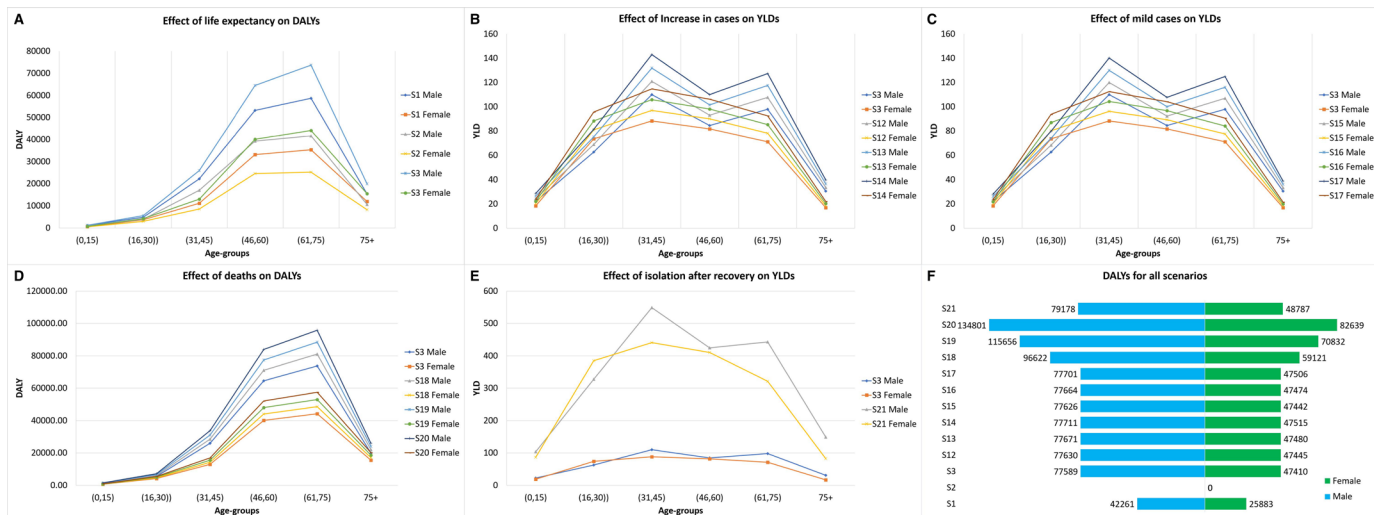 A
Effect of life expectancy on DALYs
80000
70000
60000
50000
40000
30000
20000
10000
0
DALY
(0,15)
(16,30))
(31,45)
(46,60)
(61,75)
75+
Age-groups
S1 Male
S1 Female
S2 Male
S2 Female
S3 Male
S3 Female
B
Effect of Increase in cases on YLDs
160
140
120
100
80
60
40
20
0
YLD
(0,15)
(16,30))
(31,45)
(46,60)
(61,75)
75+
Age-groups
S3 Male
S3 Female
S12 Male
S12 Female
S13 Male
S13 Female
S14 Male
S14 Female
C
Effect of mild cases on YLDs
160
140
120
100
80
60
40
20
0
YLD
(0,15)
(16,30))
(31,45)
(46,60)
(61,75)
75+
Age-groups
S3 Male
S3 Female
S15 Male
S15 Female
S16 Male
S16 Female
S17 Male
S17 Female
D
Effect of deaths on DALYs
120000.00
100000.00
80000.00
60000.00
40000.00
20000.00
0.00
DALY
(0,15)
(16,30))
(31,45)
(46,60)
(61,75)
75+
Age-groups
S3 Male
S3 Female
S18 Male
S18 Female
S19 Male
S19 Female
S20 Male
S20 Female
E
Effect of isolation after recovery on YLDs
600
500
400
300
200
100
0
YLD
(0,15)
(16,30))
(31,45)
(46,60)
(61,75)
75+
Age-groups
S3 Male
S3 Female
S21 Male
S21 Female
F
DALYs for all scenarios
S21 79178 48787
S20 134801 82639
S19 115656 70832
S18 96622 59121
S17 77701 47506
S16 77664 47474
S15 77626 47442
S14 77711 47515
S13 77671 47480
S12 77630 47445
S3 77589 47410
S2 0
S1 42261 25883
Female
Male